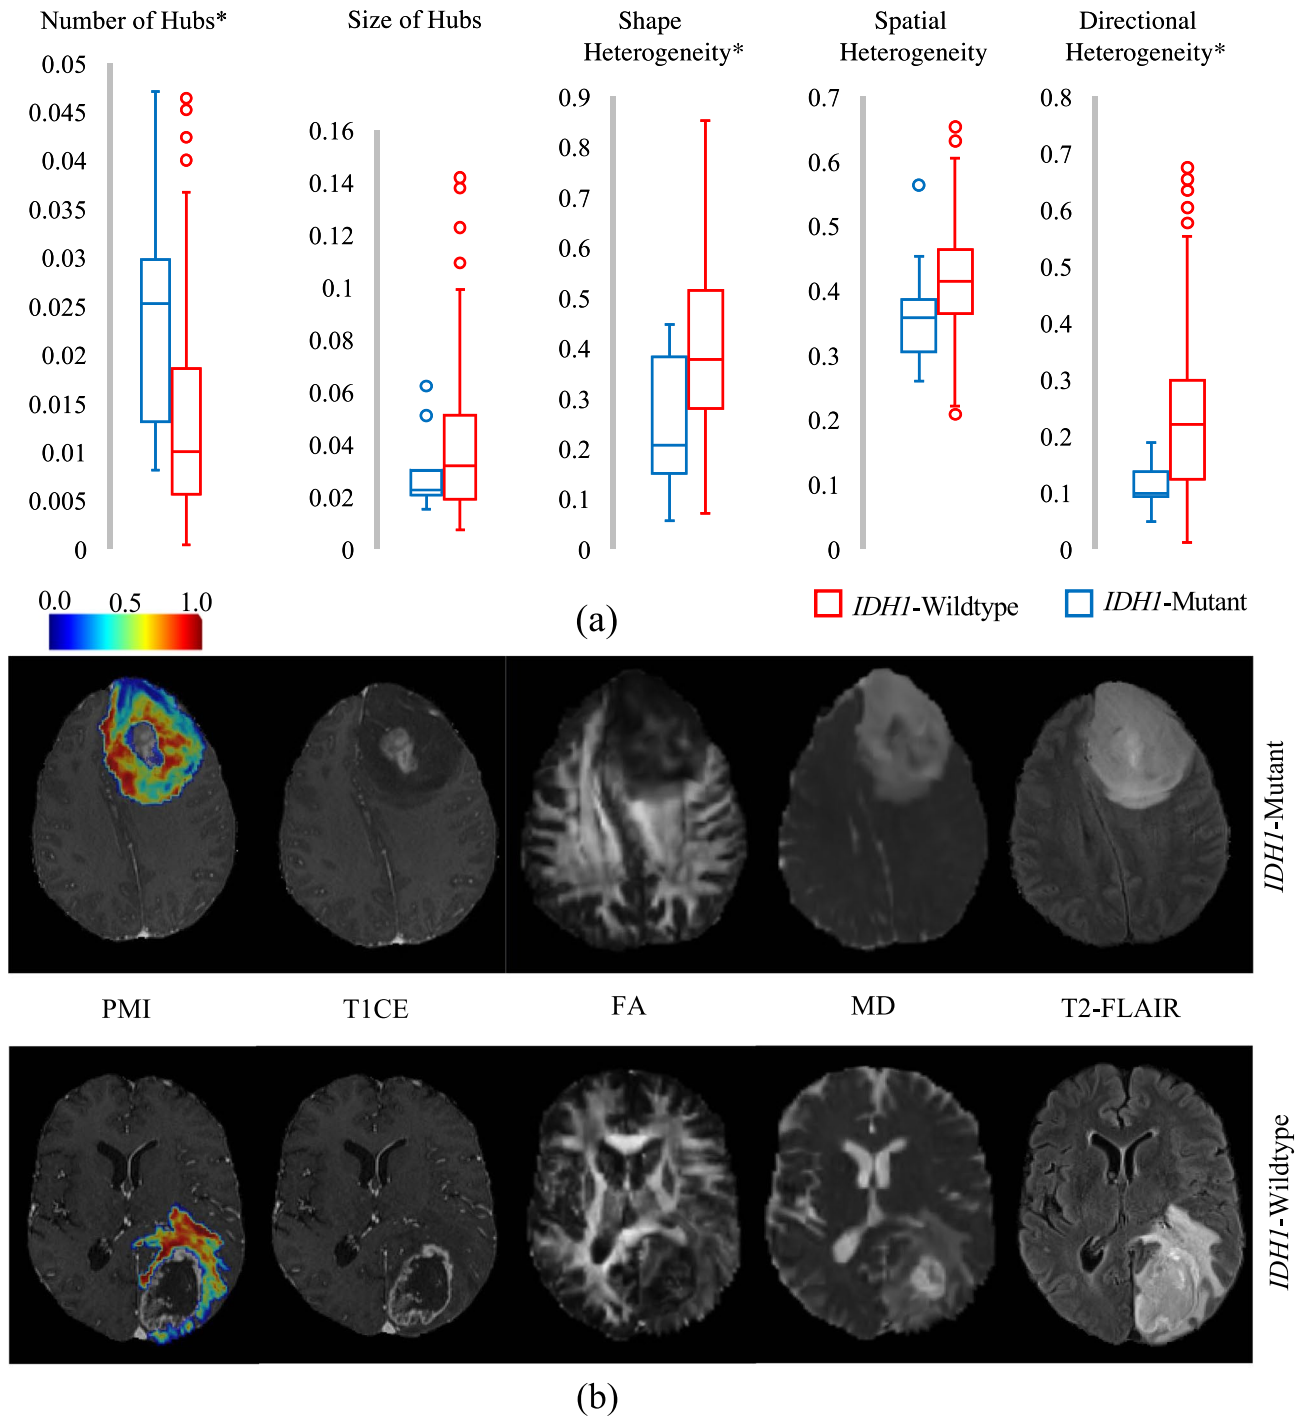 Number of Hubs*
Size of Hubs
Shape
Heterogeneity*
Spatial
Heterogeneity
Directional
Heterogeneity*
0.05
0.045
0.04
0.035
0.03
0.025
0.02
0.015
0.01
0.005
0
0.16
0.14
0.12
0.1
0.08
0.06
0.04
0.02
0
0.9
0.8
0.7
0.6
0.5
0.4
0.3
0.2
0.1
0
0.7
0.6
0.5
0.4
0.3
0.2
0.1
0
0.8
0.7
0.6
0.5
0.4
0.3
0.2
0.1
0
0.0 0.5 1.0
(a)
IDH1-Wildtype
IDH1-Mutant
IDH1-Mutant
PMI
T1CE
FA
MD
T2-FLAIR
IDH1-Wildtype
(b)